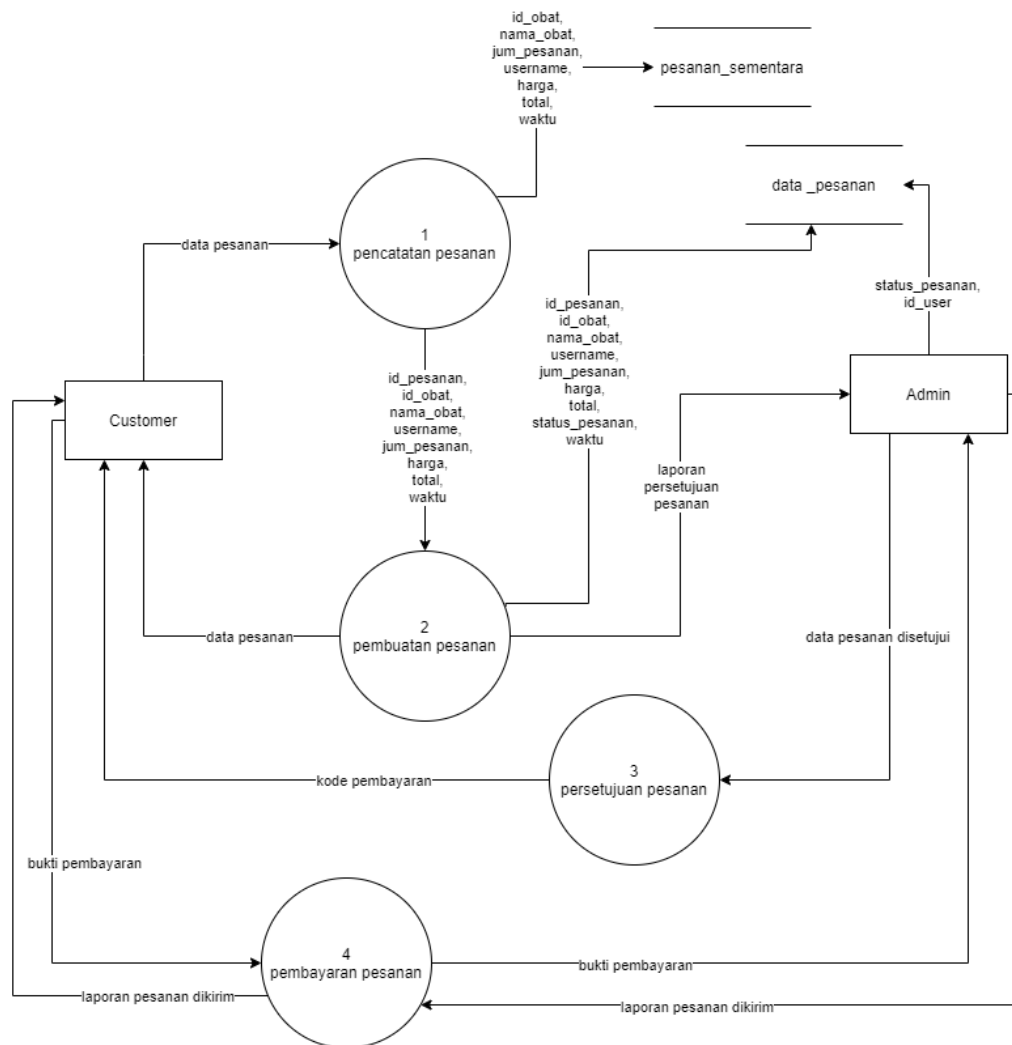 id_obat,
nama_obat,
jum_pesanan,
username,
harga,
total,
waktu
pesanan_sementara
data _pesanan
1
pencatatan pesanan
data pesanan
status_pesanan,
id_user
id_pesanan,
id_obat,
nama_obat,
username,
jum_pesanan,
harga,
total,
status_pesanan,
waktu
id_pesanan,
id_obat,
nama_obat,
username,
jum_pesanan,
harga,
total,
waktu
Customer
Admin
laporan
persetujuan
pesanan
data pesanan
2
pembuatan pesanan
data pesanan disetujui
kode pembayaran
3
persetujuan pesanan
bukti pembayaran
4
pembayaran pesanan
bukti pembayaran
laporan pesanan dikirim
laporan pesanan dikirim